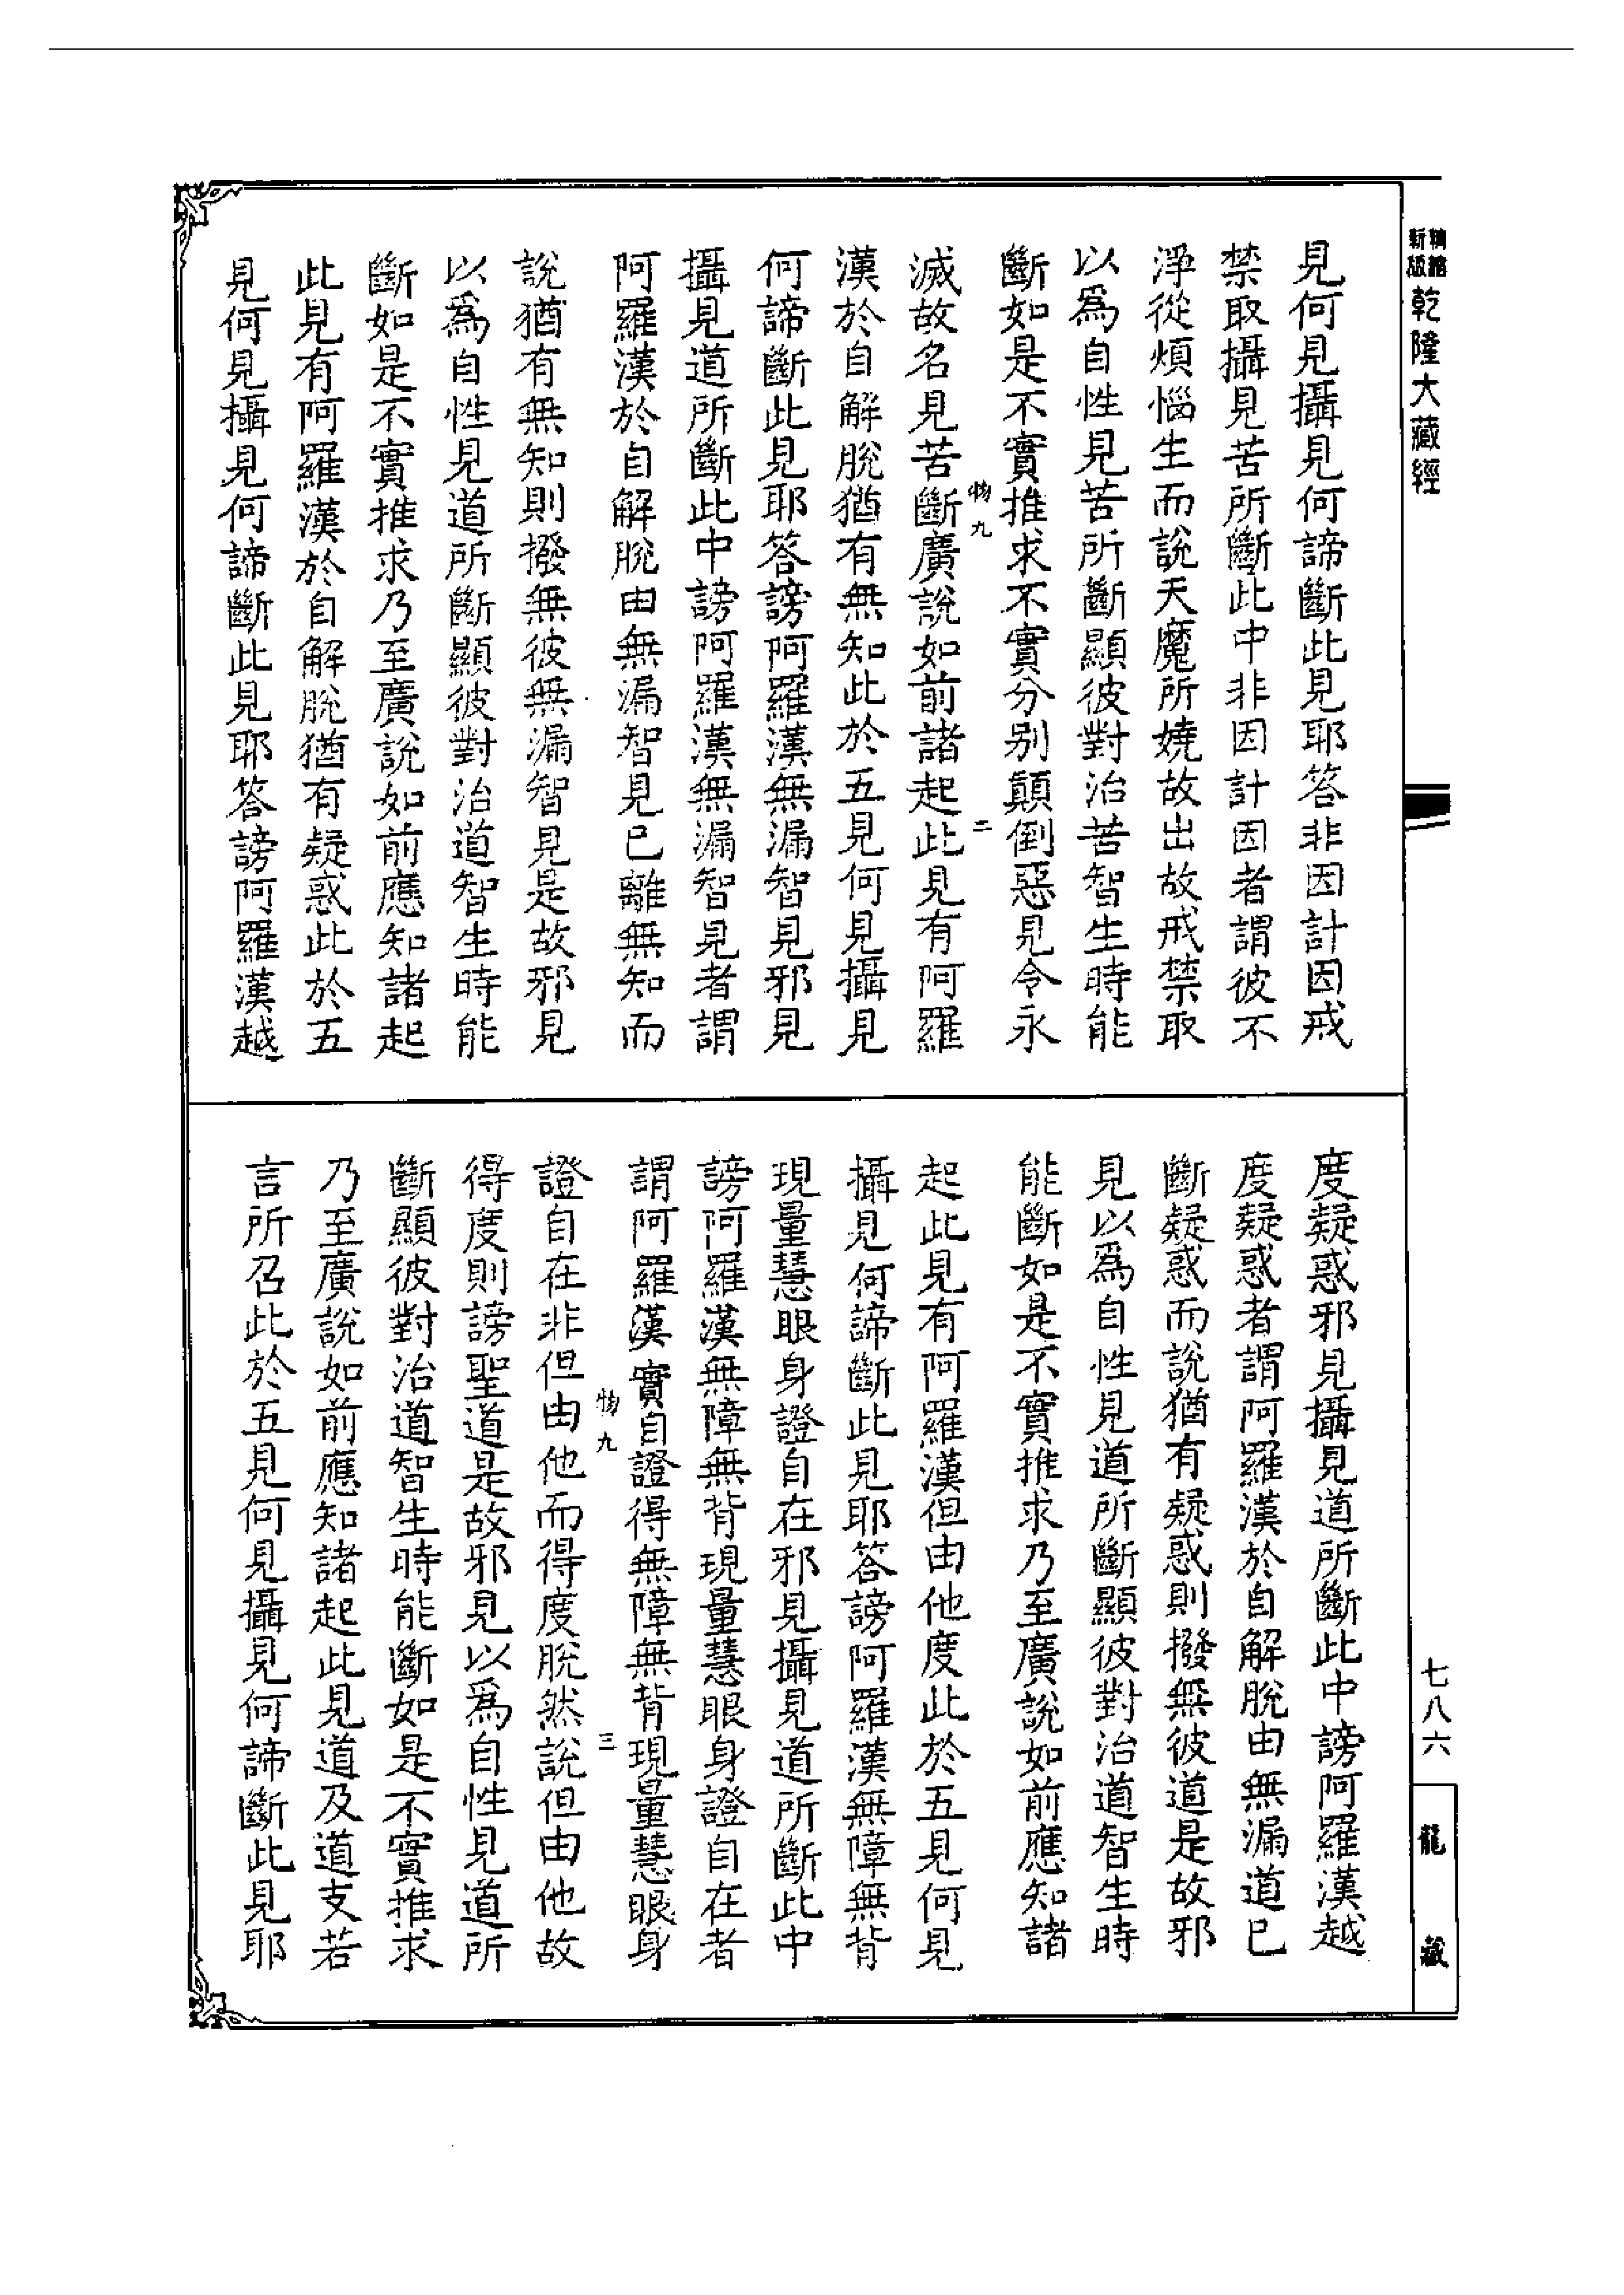 精縮
新版
乾隆大藏經
見何見攝見何諦斷此見耶答非因計因戒
禁取攝見苦所斷此中非因計因者謂彼不
淨從煩惱生而說天魔所嬈故出故戒禁取
以爲自性見苦所斷顯彼對治苦智生時能
斷如是不實推求不實分别顛倒惡見令永
物九
二
滅故名見苦斷廣說如前諸起此見有阿羅
漢於自解脫猶有無知此於五見何見攝見
何諦斷此見耶答謗阿羅漢無漏智見邪見
攝見道所斷此中謗阿羅漢無漏智見者謂
阿羅漢於自解脫由無漏智見已離無知而
說猶有無知則撥無彼無漏智見是故邪見
以爲自性見道所斷顯彼對治道智生時能
斷如是不實推求乃至廣說如前應知諸起
此見有阿羅漢於自解脫猶有疑惑此於五
見何見攝見何諦斷此見耶答謗阿羅漢越
度疑惑邪見攝見道所斷此中謗阿羅漢越
度疑惑者謂阿羅漢於自解脫由無漏道已
斷疑惑而說猶有疑惑則撥無彼道是故邪
見以爲自性見道所斷顯彼對治道智生時
能斷如是不實推求乃至廣說如前應知諸
起此見有阿羅漢但由他度此於五見何見
攝見何諦斷此見耶答謗阿羅漢無障無背
現量慧眼身證自在邪見攝見道所斷此中
謗阿羅漢無障無背現量慧眼身證自在者
謂阿羅漢實自證得無障無背現量慧眼身
物九
三
證自在非但由他而得度脫然說但由他故
得度則謗聖道是故邪見以爲自性見道所
斷顯彼對治道智生時能斷如是不實推求
乃至廣說如前應知諸起此見道及道支若
言所召此於五見何見攝見何諦斷此見耶
七八六
龍藏